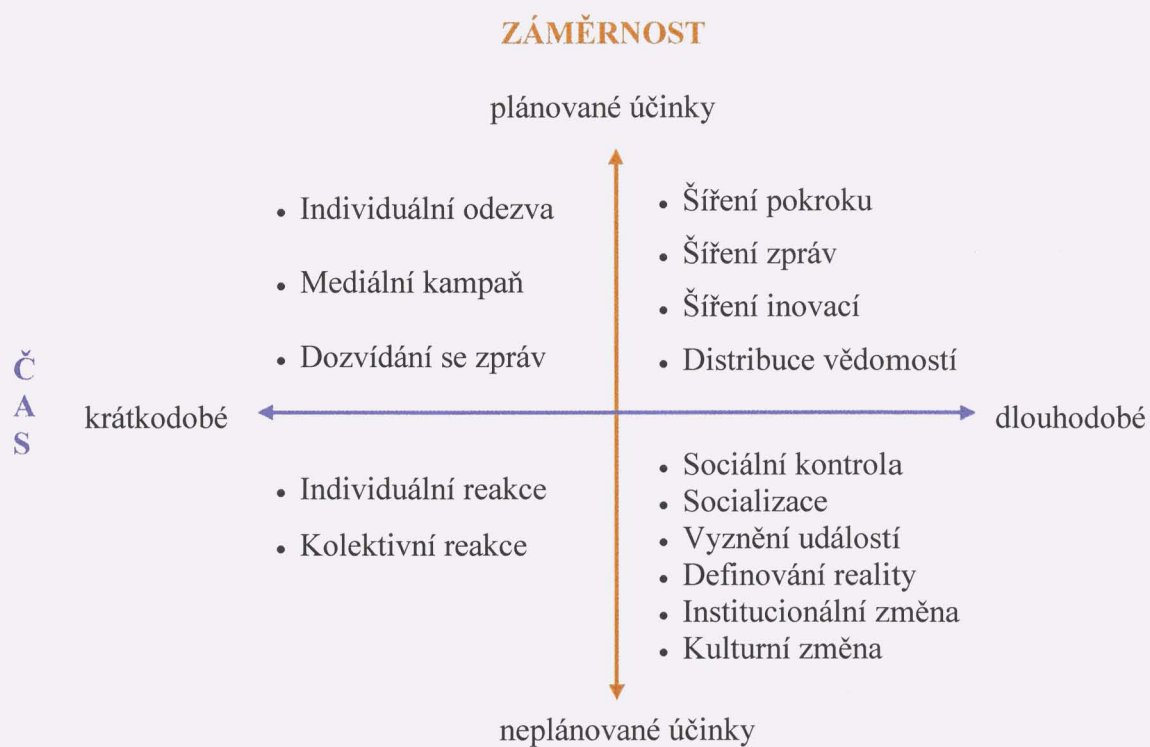 ZÁMĚRNOST
plánované účinky
• Individuální odezva
• Mediální kampaň
• Dozvídání se zpráv
• Šíření pokroku
• Šíření zpráv
• Šíření inovací
• Distribuce vědomostí
Č
A
S
krátkodobé
dlouhodobé
• Individuální reakce
• Kolektivní reakce
• Sociální kontrola
• Socializace
• Vyznění událostí
• Definování reality
• Institucionální změna
• Kulturní změna
neplánované účinky